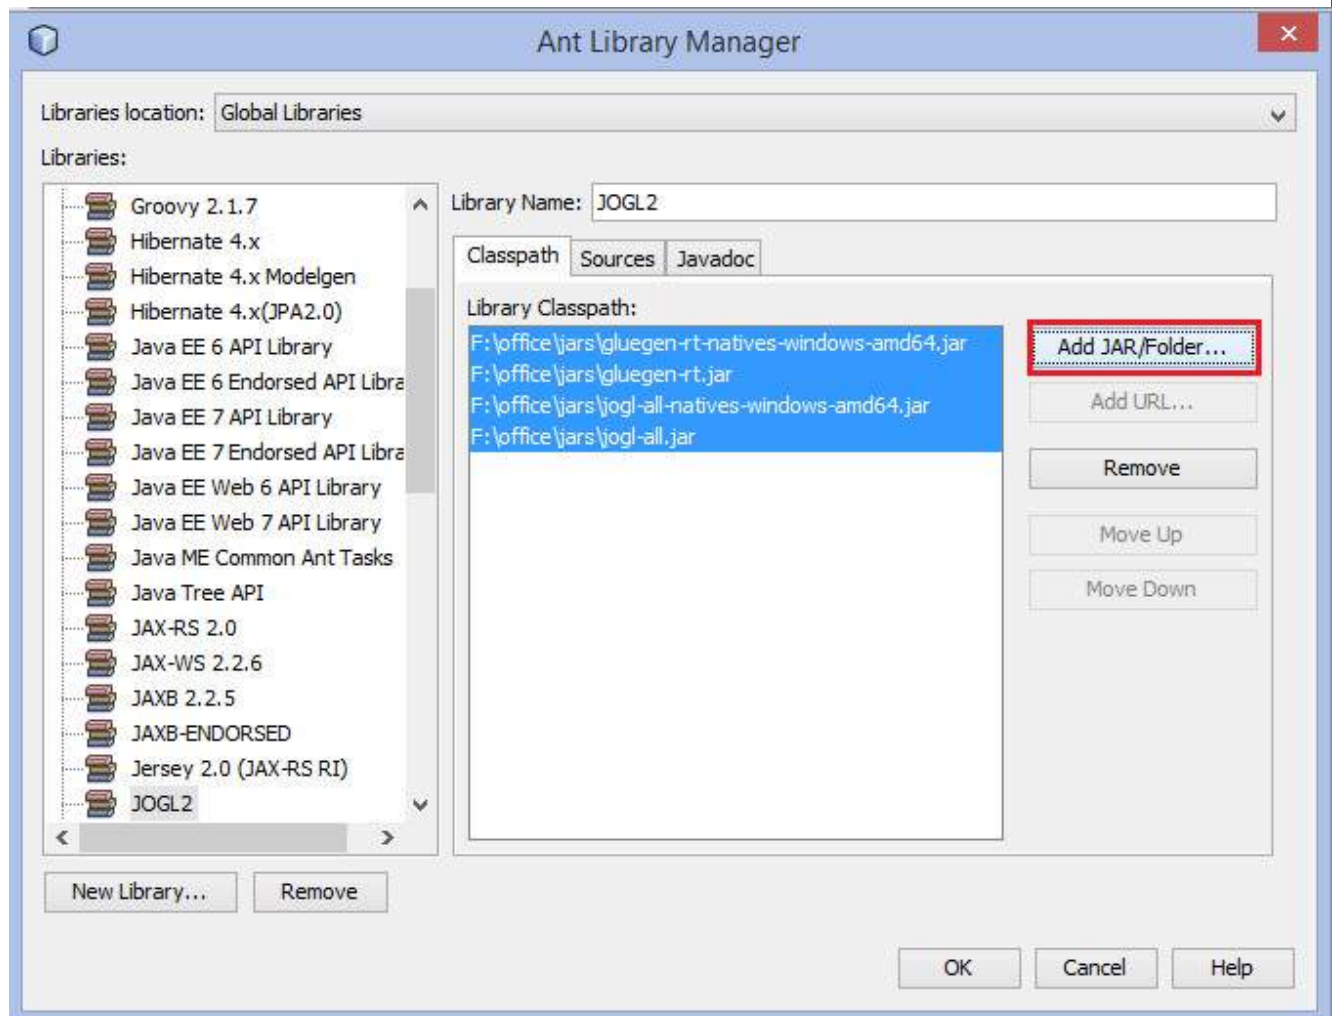 Ant Library Manager
Libraries location: Global Libraries
Libraries:
Groovy 2.1.7
Hibernate 4.x
Hibernate 4.x Modelgen
Hibernate 4.x(JPA2.0)
Java EE 6 API Library
Java EE 6 Endorsed API Libra
Java EE 7 API Library
Java EE 7 Endorsed API Libra
Java EE Web 6 API Library
Java EE Web 7 API Library
Java ME Common Ant Tasks
Java Tree API
JAX-RS 2.0
JAX-WS 2.2.6
JAXB 2.2.5
JAXB-ENDORSED
Jersey 2.0 (JAX-RS RI)
JOGL2
New Library... Remove
Library Name: JOGL2
Classpath Sources Javadoc
Library Classpath:
F:\office\jars\gluegen-rt-natives-windows-amd64.jar
F:\office\jars\gluegen-rt.jar
F:\office\jars\jogl-all-natives-windows-amd64.jar
F:\office\jars\jogl-all.jar
Add JAR/Folder...
Add URL...
Remove
Move Up
Move Down
OK Cancel Help